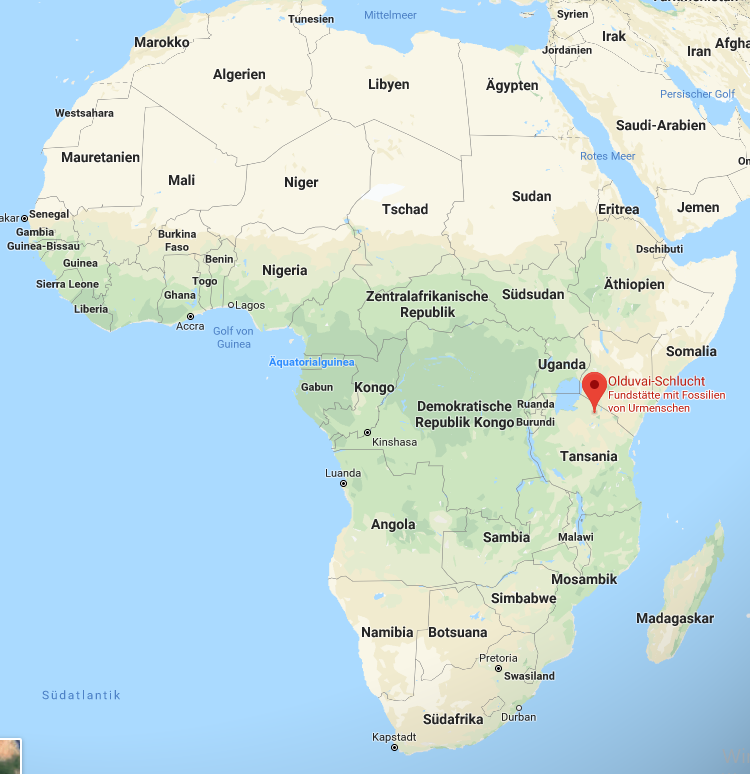 Tunesien
Mittelmeer
Syrien
Marokko
Irak
Iran
Jordanien
Algerien
Libyen
Ägypten
Persischer Golf
Westsahara
Saudi-Arabien
Mauretanien
Rotes Meer
Mali
Niger
Sudan
Tschad
Eritrea
Jemen
Senegal
Gambia
Guinea-Bissau
Burkina
Faso
Dschibuti
Guinea
Benin
Nigeria
Sierra Leone
Togo
Äthiopien
Ghana
Zentralafrikanische
Republik
Südsudan
Liberia
Lagos
Accra
Golf von
Guinea
Somalia
Äquatorialguinea
Uganda
Gabun
Kongo
Olduvai-Schlucht
Fundstätte mit Fossilien
von Urmenschen
Ruanda
Demokratische
Republik Kongo
Burundi
Kinshasa
Tansania
Luanda
Angola
Sambia
Malawi
Mosambik
Simbabwe
Madagaskar
Namibia
Botsuana
Pretoria
Swasiland
Südatlantik
Südafrika
Durban
Kapstadt